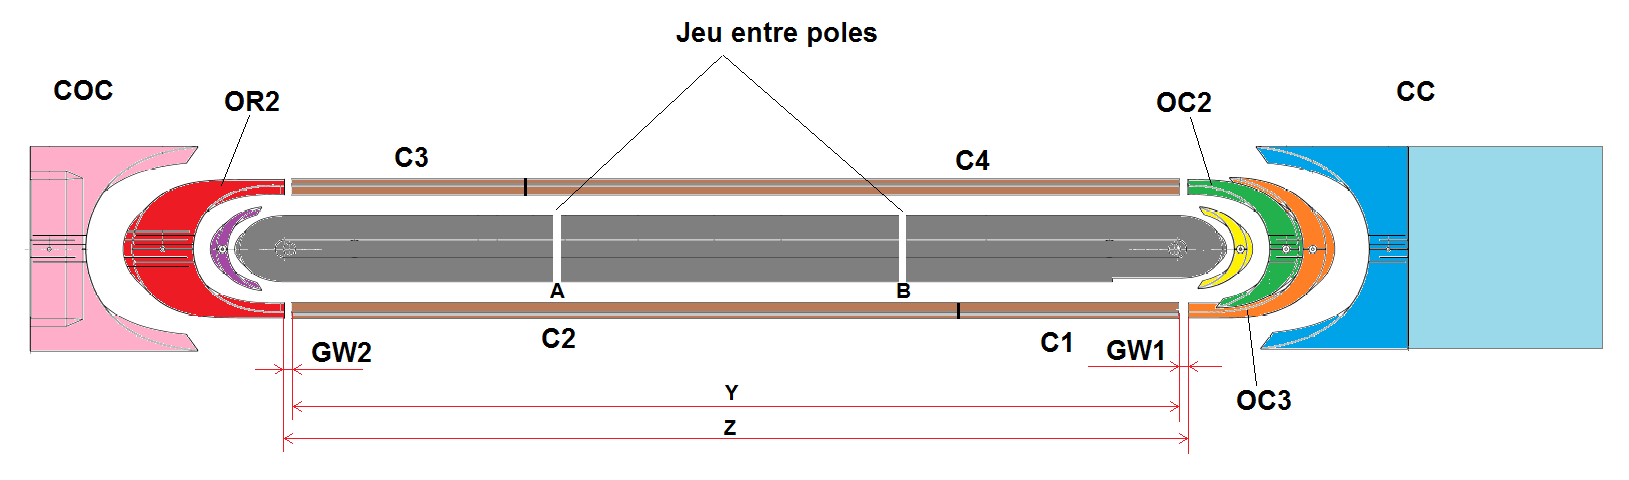 Jeu entre poles
COC
OR2
OC2
CC
C3
C4
A
B
C2
C1
GW2
GW1
Y
OC3
Z